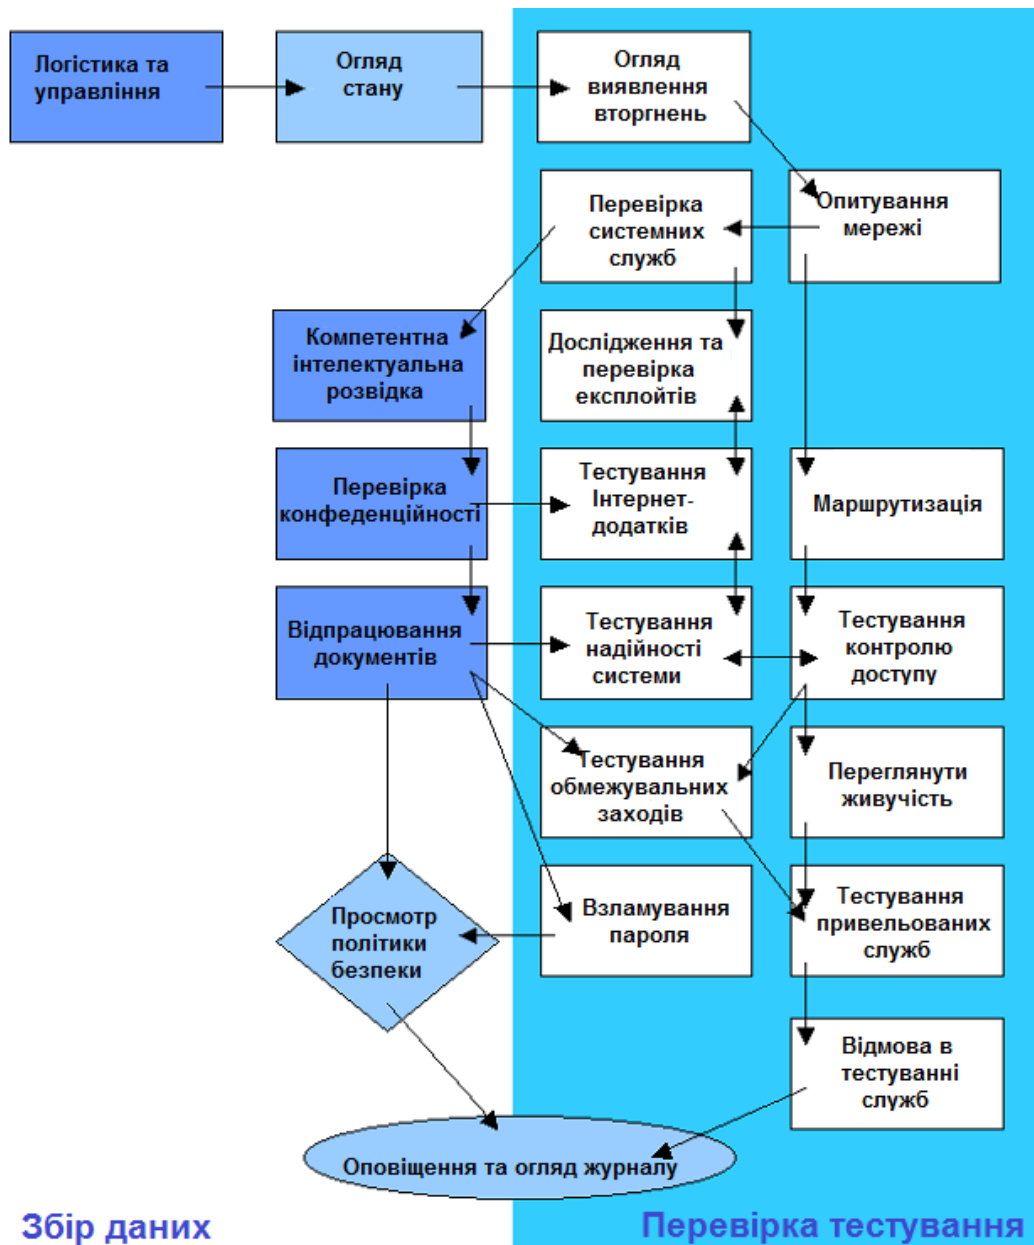 Логістика та
управління
Огляд
стану
Огляд
виявлення
вторгнень
Перевірка
системних
служб
Опитування
мережі
Компетентна
інтелектуальна
розвідка
Дослідження та
перевірка
експлойтів
Перевірка
конфеденційності
Тестування
Інтернет-
додатків
Маршрутизація
Відпрацювання
документів
Тестування
надійності
системи
Тестування
контролю
доступу
Тестування
обмежувальних
заходів
Переглянути
живучість
Просмотр
політики
безпеки
Взламування
пароля
Тестування
привельованих
служб
Відмова в
тестуванні
служб
Оповіщення та огляд журналу
Збір даних
Перевірка тестування